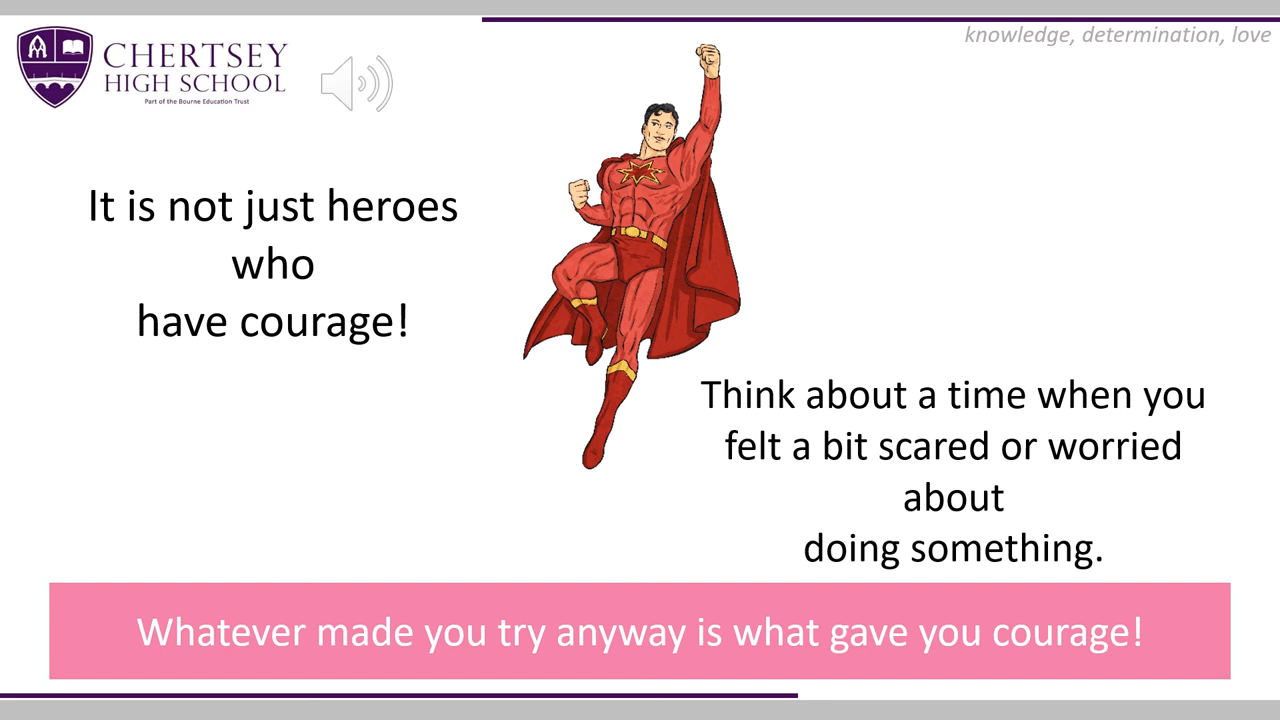 knowledge, determination, love
CHERTSEY
HIGH SCHOOL
Part of the Bourne Education Trust
It is not just heroes
who
have courage!
Think about a time when you
felt a bit scared or worried
about
doing something.
Whatever made you try anyway is what gave you courage!